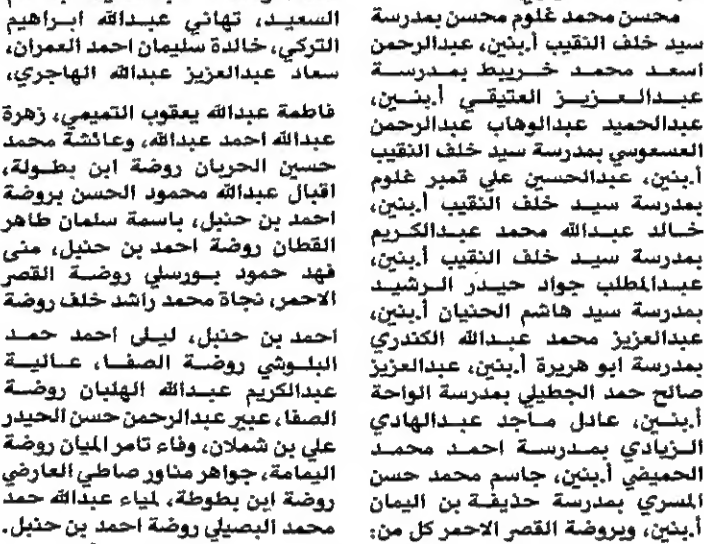 محسن محمد غلوم محسن بمدرسة
سيد خلف النقيب أ.بنين، عبدالرحمن
اسعد محمد خريبط بمدرسة
عبدالعزيز العتيقي أ.بنين،
عبدالحميد عبدالوهاب عبدالرحمن
العسعوسي بمدرسة سيد خلف النقيب
أ.بنين، عبدالحسين علي قمبر غلوم
بمدرسة سيد خلف النقيب أ.بنين،
خالد عبدالله محمد عبدالكريم
بمدرسة سيد خلف النقيب أ.بنين،
عبدالمطلب جواد حيدر الرشيد
بمدرسة سيد هاشم الحنيان أ.بنين،
عبدالعزيز محمد عبدالله الكندري
بمدرسة ابو هريرة أ.بنين، عبدالعزيز
صالح حمد الجطيلي بمدرسة الواحة
أ.بنين، عادل ماجد عبدالهادي
الزيادي بمدرسة احمد محمد
الحميضي أ.بنين، جاسم محمد حسن
المسري بمدرسة حذيفة بن اليمان
أ.بنين، وبروضة القصر الاحمر كل من:
السعيد، تهاني عبدالله ابراهيم
التركي، خالدة سليمان احمد العمران،
سعاد عبدالعزيز عبدالله الهاجري،
فاطمة عبدالله يعقوب التميمي، زهرة
عبدالله احمد عبدالله، وعائشة محمد
حسين الحربان روضة ابن بطولة،
اقبال عبدالله محمود الحسن بروضة
احمد بن حنبل، باسمة سلمان طاهر
القطان روضة احمد بن حنبل، منى
فهد حمود بورسلي روضة القصر
الاحمر، نجاة محمد راشد خلف روضة
احمد بن حنبل، ليلى احمد حمد
البلوشي روضة الصفا، عالية
عبدالكريم عبدالله الهلبان روضة
الصفا، عبير عبدالرحمن حسن الحيدر
علي بن شملان، وفاء ثامر الميان روضة
اليمامة، جواهر مناور صاطي العارضي
روضة ابن بطوطة، لمياء عبدالله حمد
محمد البصيلي روضة احمد بن حنبل.